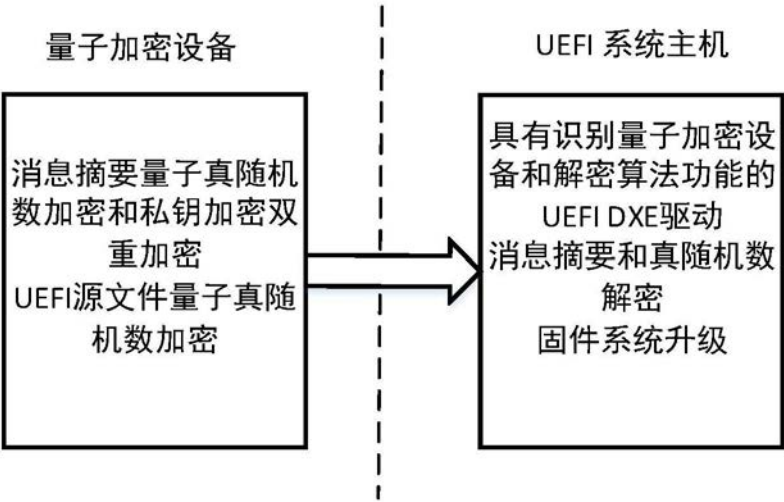 量子加密设备
UEFI 系统主机
消息摘要量子真随机
数加密和私钥加密双
重加密
UEFI源文件量子真随
机数加密
具有识别量子加密设
备和解密算法功能的
UEFI DXE驱动
消息摘要和真随机数
解密
固件系统升级